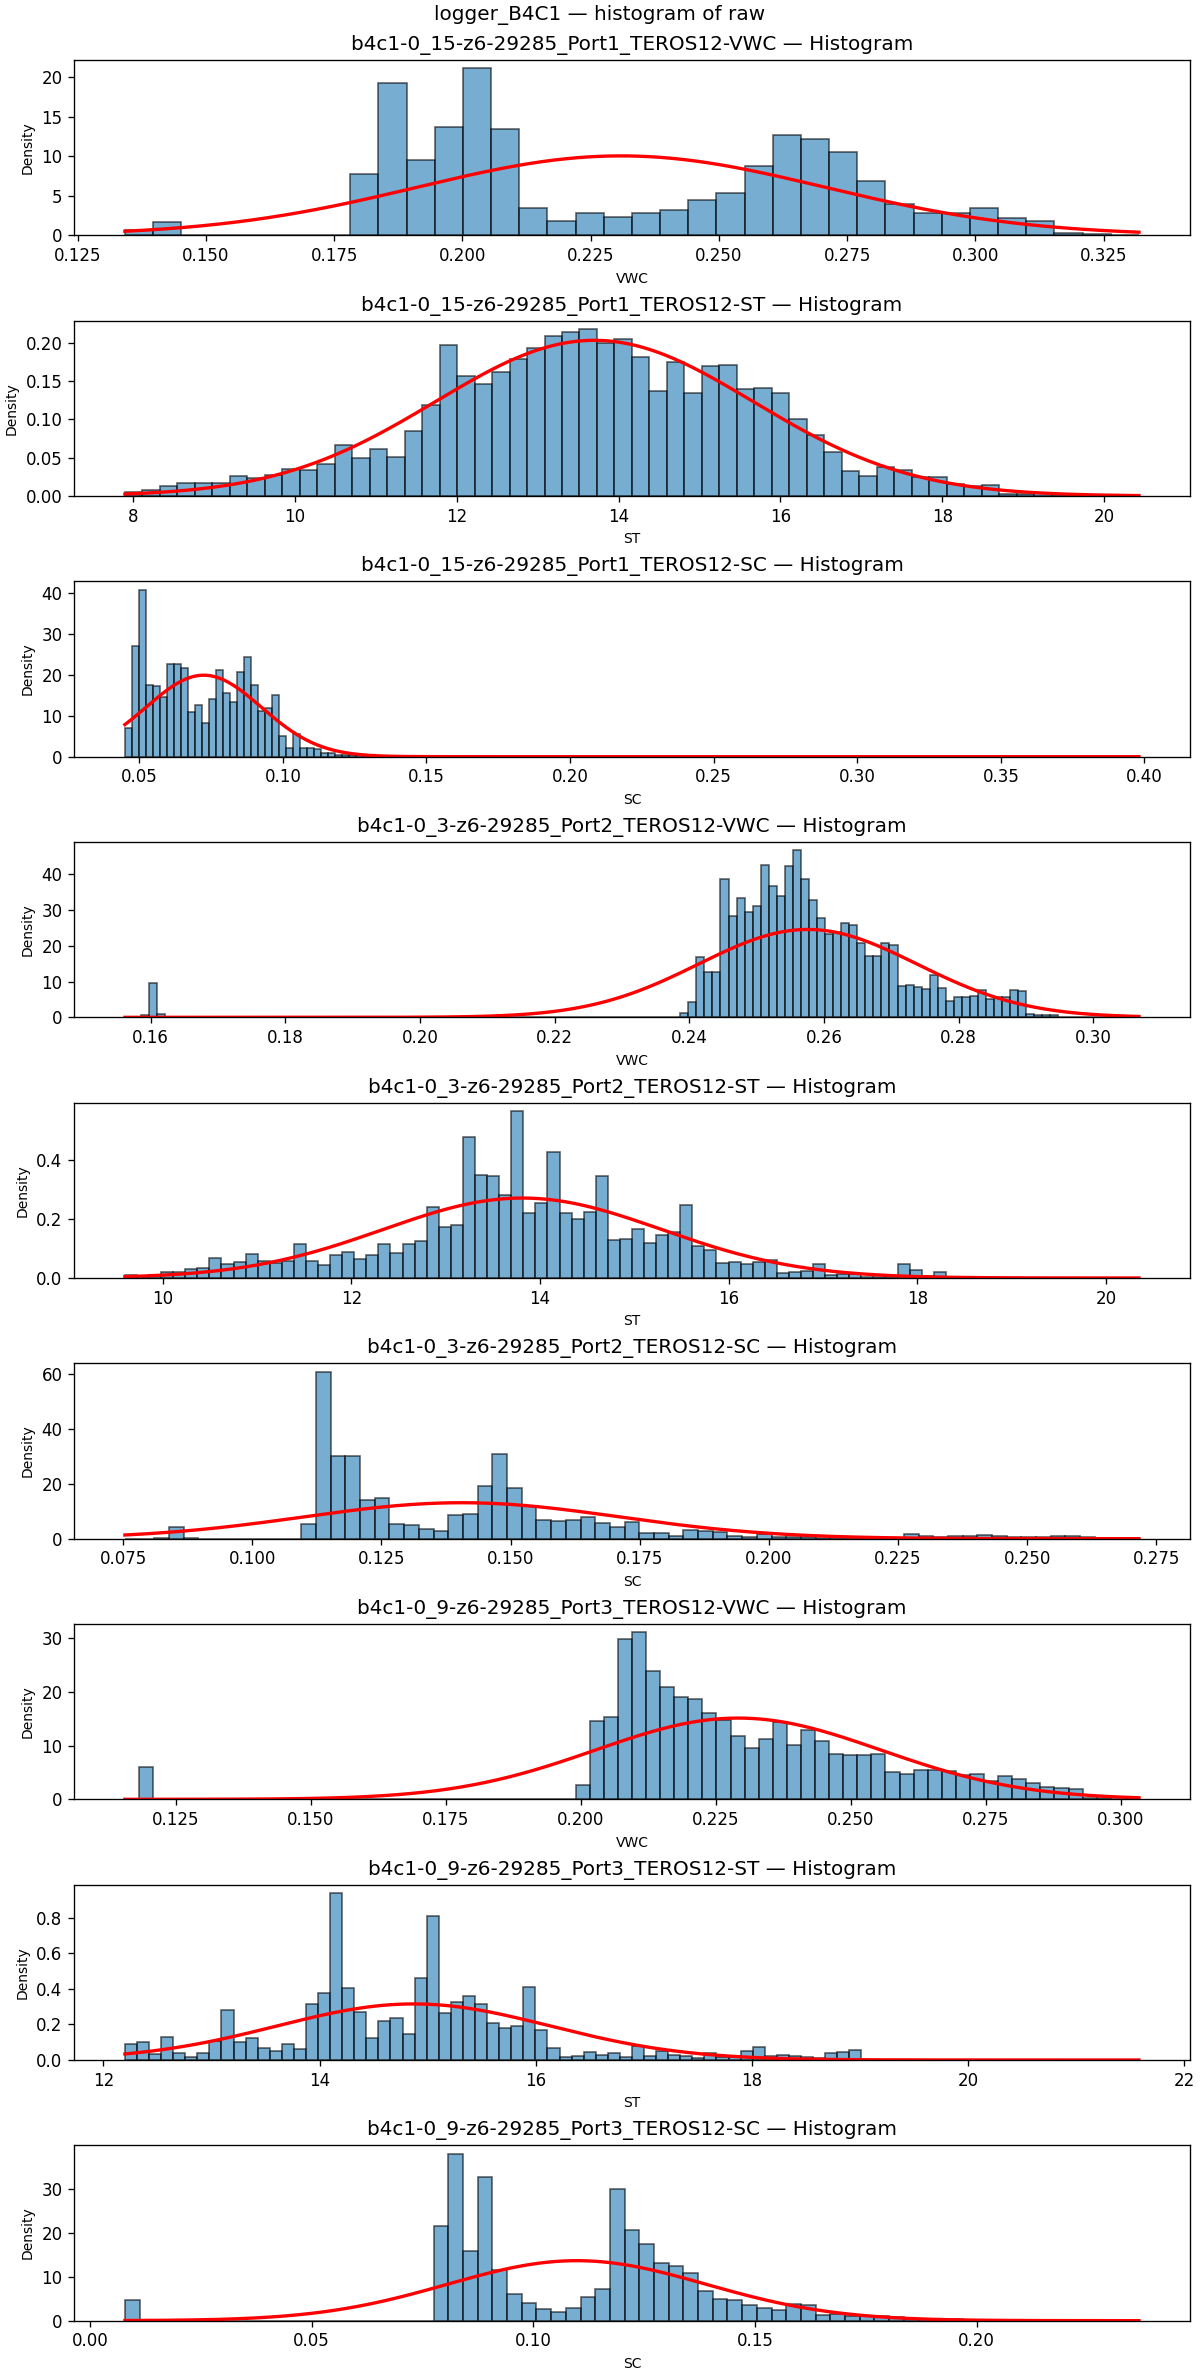 logger_B4C1 — histogram of raw
b4c1-0_15-z6-29285_Port1_TEROS12-VWC — Histogram
Density
20
15
10
5
0
0.125 0.150 0.175 0.200 0.225 0.250 0.275 0.300 0.325
VWC
b4c1-0_15-z6-29285_Port1_TEROS12-ST — Histogram
Density
0.20
0.15
0.10
0.05
0.00
8 10 12 14 16 18 20
ST
b4c1-0_15-z6-29285_Port1_TEROS12-SC — Histogram
Density
40
30
20
10
0
0.05 0.10 0.15 0.20 0.25 0.30 0.35 0.40
SC
b4c1-0_3-z6-29285_Port2_TEROS12-VWC — Histogram
Density
40
30
20
10
0
0.16 0.18 0.20 0.22 0.24 0.26 0.28 0.30
VWC
b4c1-0_3-z6-29285_Port2_TEROS12-ST — Histogram
Density
0.4
0.2
0.0
10 12 14 16 18 20
ST
b4c1-0_3-z6-29285_Port2_TEROS12-SC — Histogram
Density
60
40
20
0
0.075 0.100 0.125 0.150 0.175 0.200 0.225 0.250 0.275
SC
b4c1-0_9-z6-29285_Port3_TEROS12-VWC — Histogram
Density
30
20
10
0
0.125 0.150 0.175 0.200 0.225 0.250 0.275 0.300
VWC
b4c1-0_9-z6-29285_Port3_TEROS12-ST — Histogram
Density
0.8
0.6
0.4
0.2
0.0
12 14 16 18 20 22
ST
b4c1-0_9-z6-29285_Port3_TEROS12-SC — Histogram
Density
30
20
10
0
0.00 0.05 0.10 0.15 0.20
SC